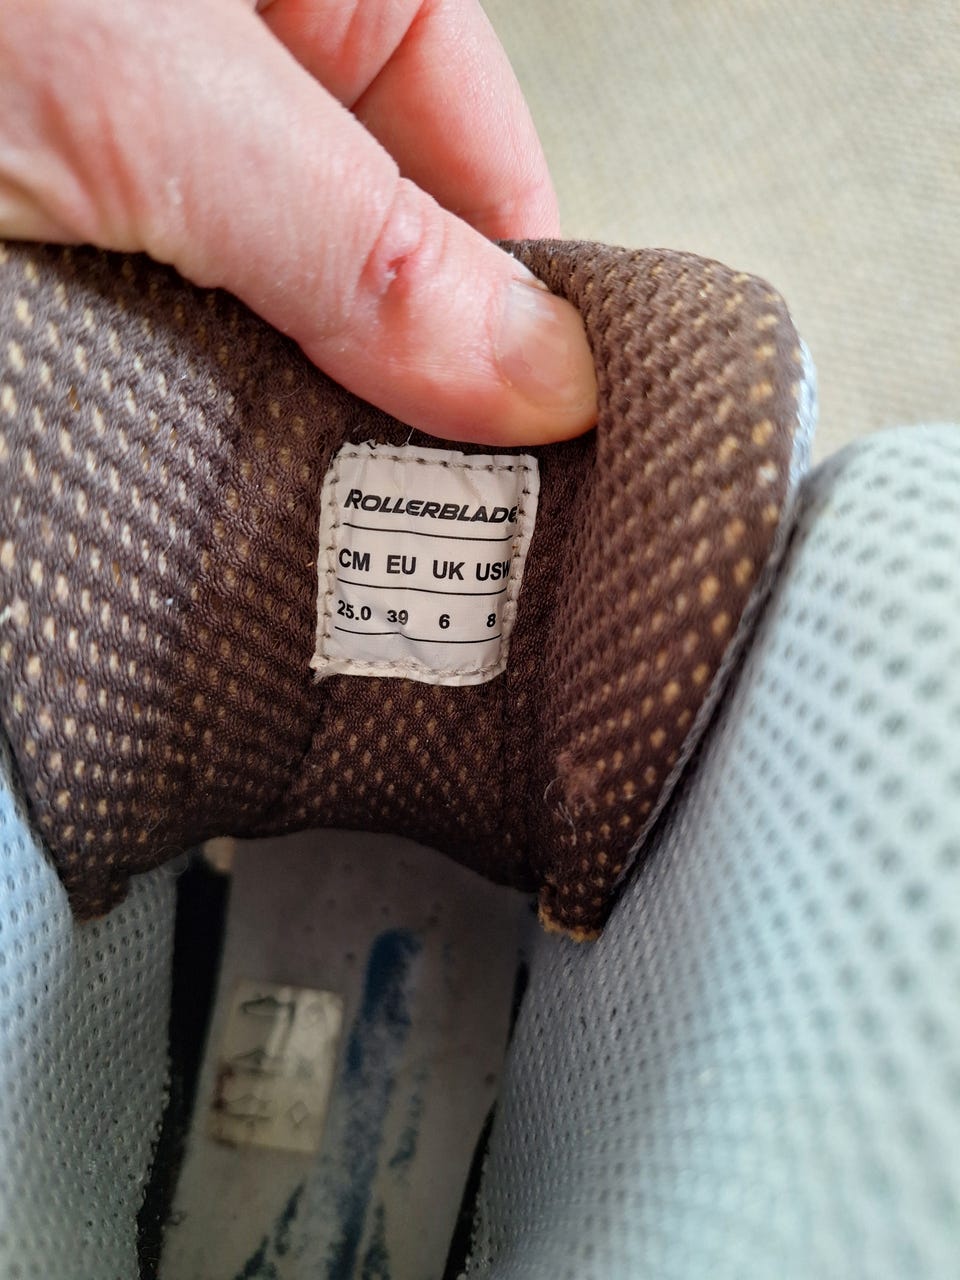 ROLLERBLADE
CM EU UK USW
25.0 39 6 8